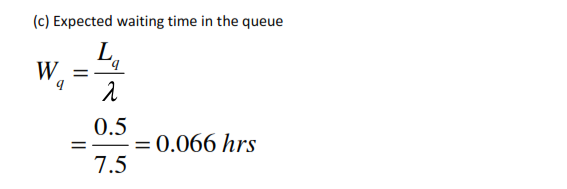 (c) Expected waiting time in the queue
W_q = L_q / λ
= 0.5 / 7.5 = 0.066 hrs